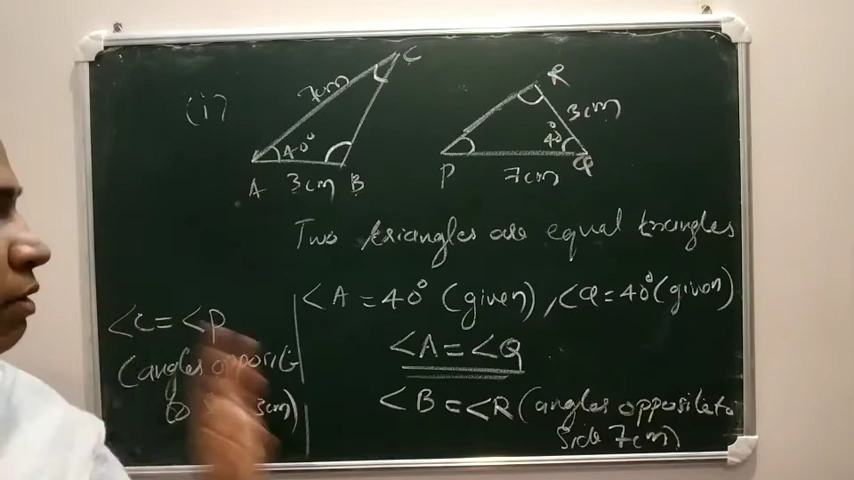 (i)
C
7cm
40°
A
3cm
B
R
3cm
40°
P
7cm
Q
Two triangles are equal triangles
<A = 40° (given), <Q = 40° (given)
<A = <Q
<B = <R (angles opposite to
side 7cm)
<C = <P
(angles opposite
3cm)